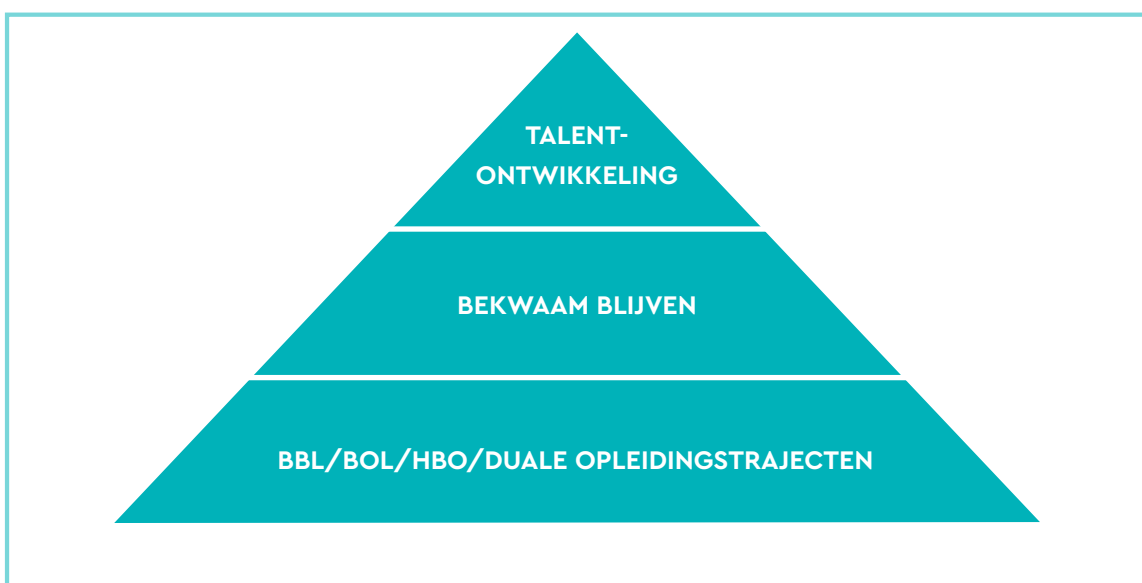 TALENT-
ONTWIKKELING
BEKWAAM BLIJVEN
BBL/BOL/HBO/DUALE OPLEIDINGSTRAJECTEN